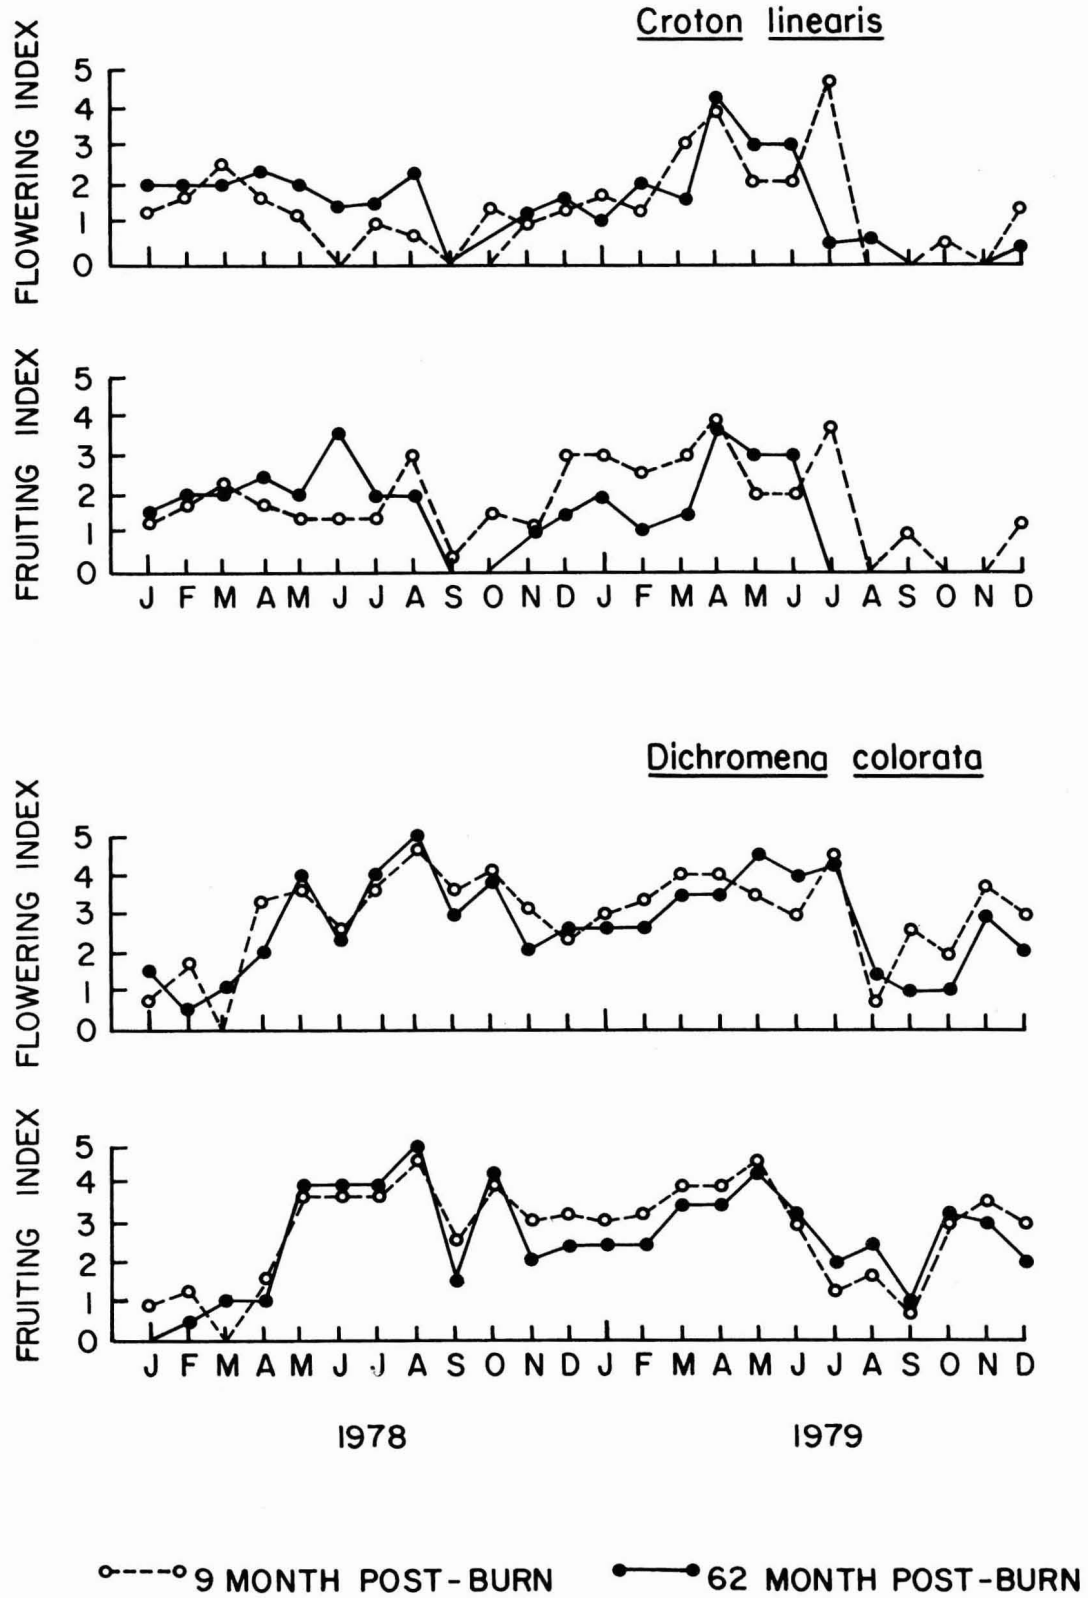 Croton linearis
FLOWERING INDEX
5
4
3
2
1
0
FRUITING INDEX
5
4
3
2
1
0
J F M A M J J A S O N D J F M A M J J A S O N D
Dichromena colorata
FLOWERING INDEX
5
4
3
2
1
0
FRUITING INDEX
5
4
3
2
1
0
J F M A M J J A S O N D J F M A M J J A S O N D
1978 1979
9 MONTH POST-BURN 62 MONTH POST-BURN